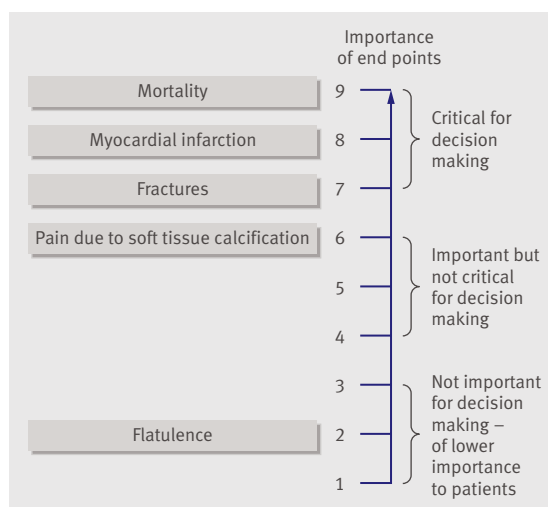 Importance
of end points
Mortality
9
Myocardial infarction
8
Fractures
7
Critical for
decision
making
Pain due to soft tissue calcification
6
5
4
Important but
not critical
for decision
making
3
Flatulence
2
1
Not important
for decision
making –
of lower
importance
to patients